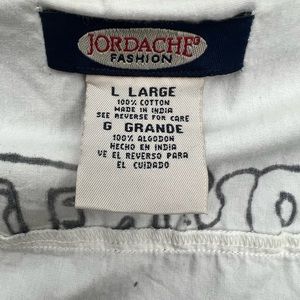 JORDACHE®
FASHION
L LARGE
100% COTTON
MADE IN INDIA
SEE REVERSE FOR CARE
G GRANDE
100% ALGODON
HECHO EN INDIA
VE EL REVERSO PARA
EL CUIDADO